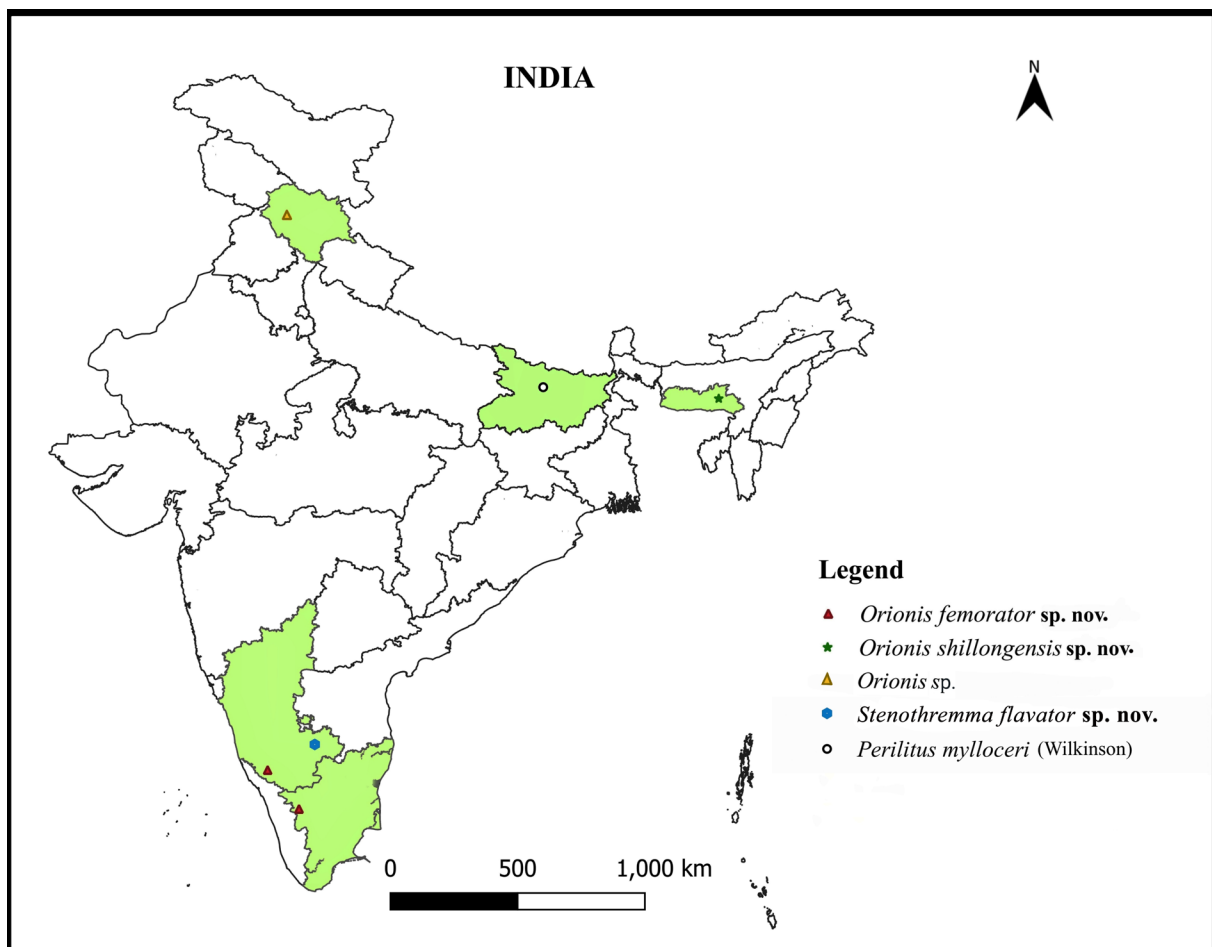 INDIA
N
Legend
Orionis femorator sp. nov.
Orionis shillongensis sp. nov.
Orionis sp.
Stenothremma flavator sp. nov.
Perilitus mylloceri (Wilkinson)
0 500 1,000 km